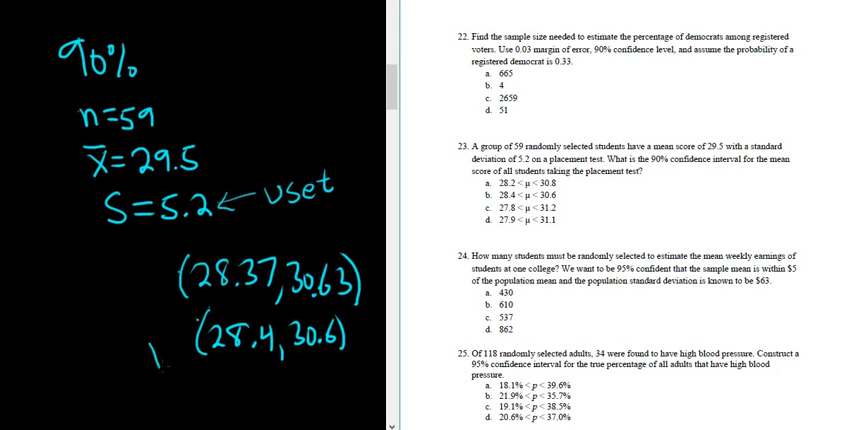 90%
n=59
x̄=29.5
S=5.2 ← use t
(28.37, 30.63)
(28.4, 30.6)
22. Find the sample size needed to estimate the percentage of democrats among registered
voters. Use 0.03 margin of error, 90% confidence level, and assume the probability of a
registered democrat is 0.33.
a. 665
b. 4
c. 2659
d. 51
23. A group of 59 randomly selected students have a mean score of 29.5 with a standard
deviation of 5.2 on a placement test. What is the 90% confidence interval for the mean
score of all students taking the placement test?
a. 28.2 < μ < 30.8
b. 28.4 < μ < 30.6
c. 27.8 < μ < 31.2
d. 27.9 < μ < 31.1
24. How many students must be randomly selected to estimate the mean weekly earnings of
students at one college? We want to be 95% confident that the sample mean is within $5
of the population mean and the population standard deviation is known to be $63.
a. 430
b. 610
c. 537
d. 862
25. Of 118 randomly selected adults, 34 were found to have high blood pressure. Construct a
95% confidence interval for the true percentage of all adults that have high blood
pressure.
a. 18.1% < p < 39.6%
b. 21.9% < p < 35.7%
c. 19.1% < p < 38.5%
d. 20.6% < p < 37.0%